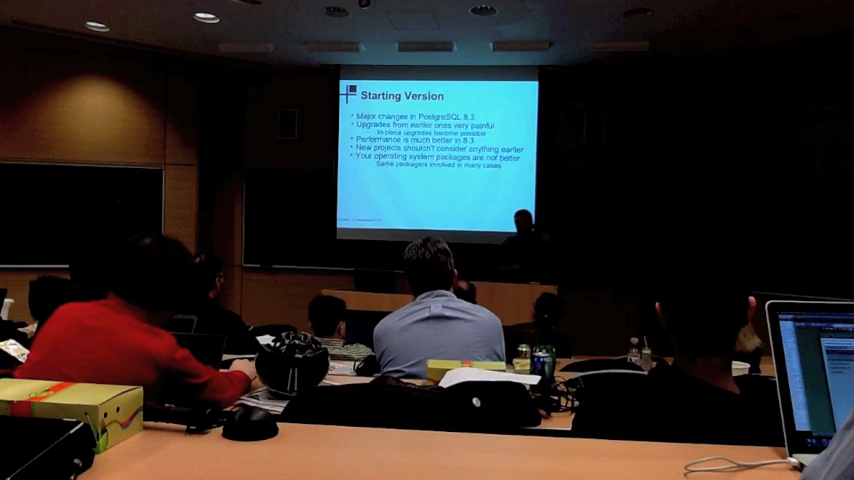 Starting Version
Major changes in PostgreSQL 8.3
Upgrades from earlier ones very painful
In-place upgrades become possible
Performance is much better in 8.3
New projects shouldn't consider anything earlier
Your operating system packages are not better
Same packagers involved in many cases